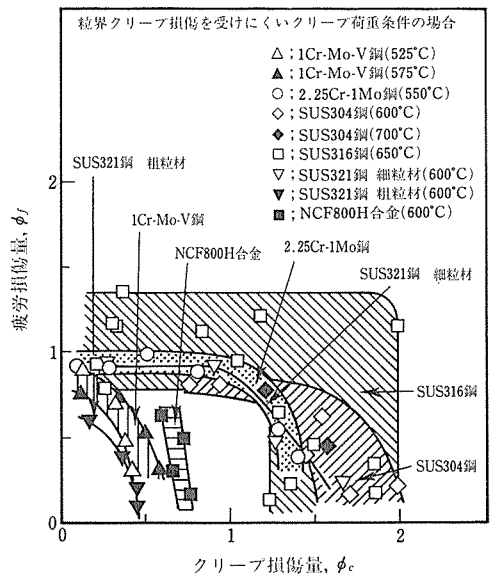 粒界クリープ損傷を受けにくいクリープ荷重条件の場合
△ ; 1Cr-Mo-V鋼(525°C)
▲ ; 1Cr-Mo-V鋼(575°C)
○ ; 2.25Cr-1Mo鋼(550°C)
◇ ; SUS304鋼(600°C)
◆ ; SUS304鋼(700°C)
□ ; SUS316鋼(650°C)
▽ ; SUS321鋼 細粒材(600°C)
▼ ; SUS321鋼 粗粒材(600°C)
■ ; NCF800H合金(600°C)
SUS321鋼 粗粒材
1Cr-Mo-V鋼
NCF800H合金
2.25Cr-1Mo鋼
SUS321鋼 細粒材
SUS316鋼
SUS304鋼
疲労損傷量, φf
2
1
0
0 1 2
クリープ損傷量, φc